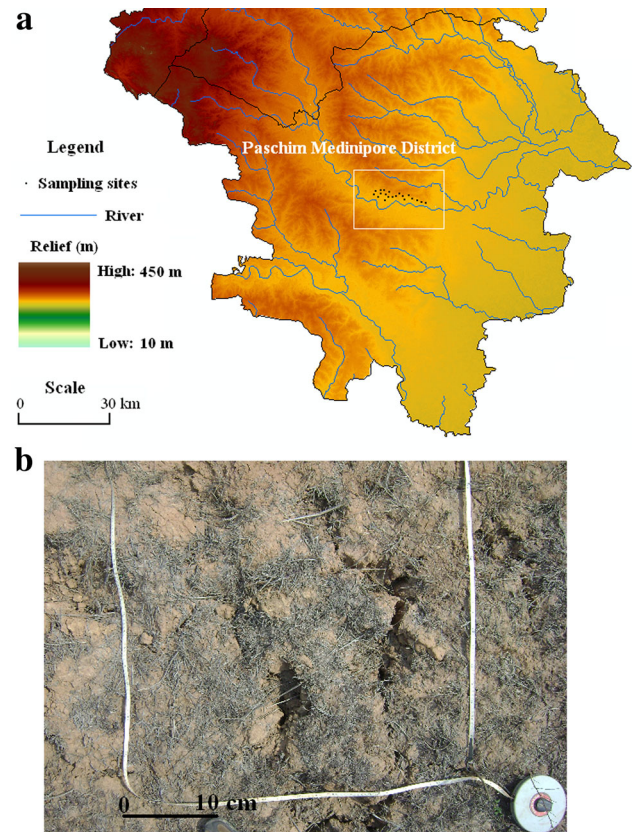 a
Legend
Paschim Medinipore District
Sampling sites
River
Relief (m)
High: 450 m
Low: 10 m
Scale
0 30 km
b
0 10 cm